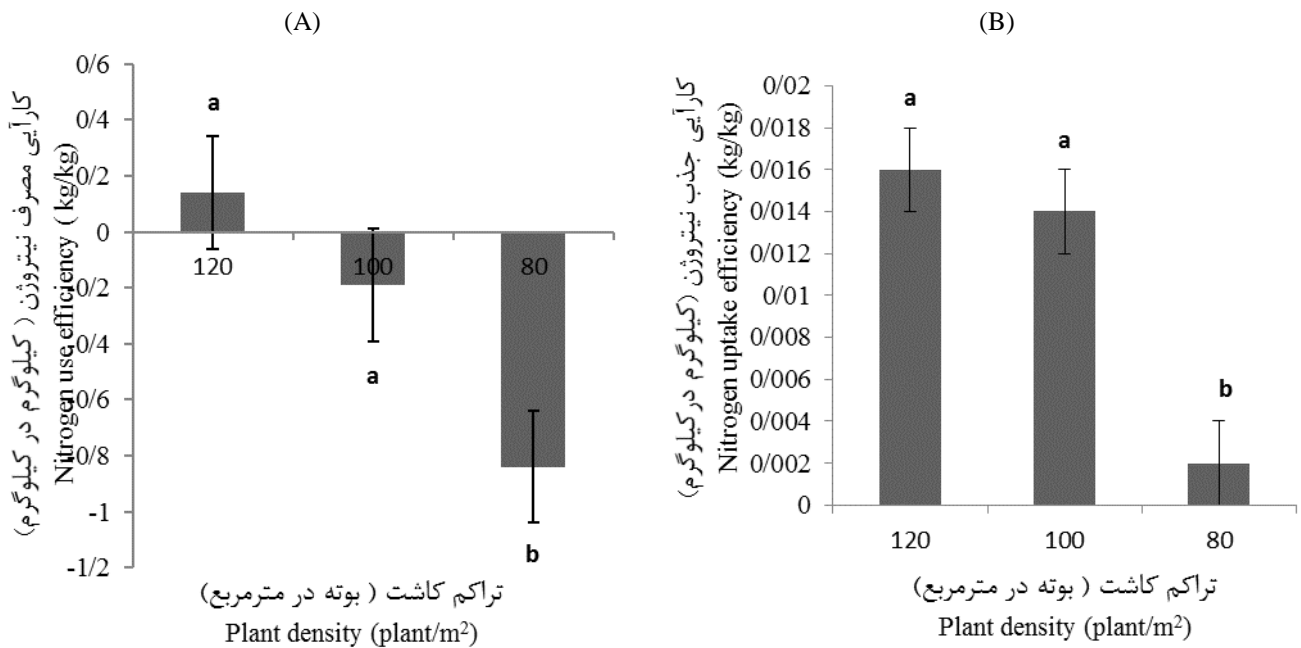 (A)
کارآیی مصرف نیتروژن ( کیلوگرم در کیلوگرم)
Nitrogen use efficiency ( kg/kg)
0/6
0/4
0/2
0
0/2
0/4
0/6
0/8
-1
-1/2
a
a
b
120
100
80
تراکم کاشت ( بوته در مترمربع)
Plant density (plant/m²)
(B)
کارآیی جذب نیتروژن (کیلوگرم درکیلوگرم)
Nitrogen uptake efficiency (kg/kg)
0/02
0/018
0/016
0/014
0/012
0/01
0/008
0/006
0/004
0/002
0
a
a
b
120
100
80
تراکم کاشت ( بوته در مترمربع)
Plant density (plant/m²)